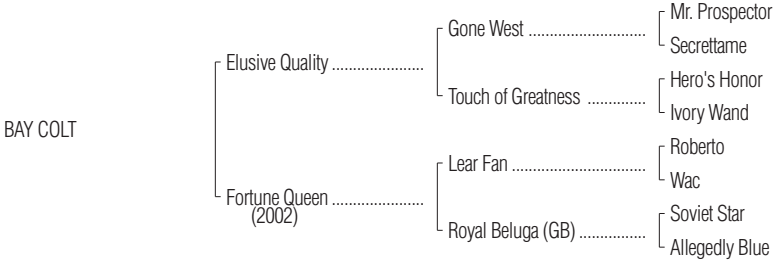 Mr. Prospector
Gone West ............................
Secrettame
Elusive Quality ......................
Hero's Honor
Touch of Greatness ..............
Ivory Wand
BAY COLT
Roberto
Lear Fan ................................
Wac
Fortune Queen ......................
(2002)
Soviet Star
Royal Beluga (GB) ................
Allegedly Blue